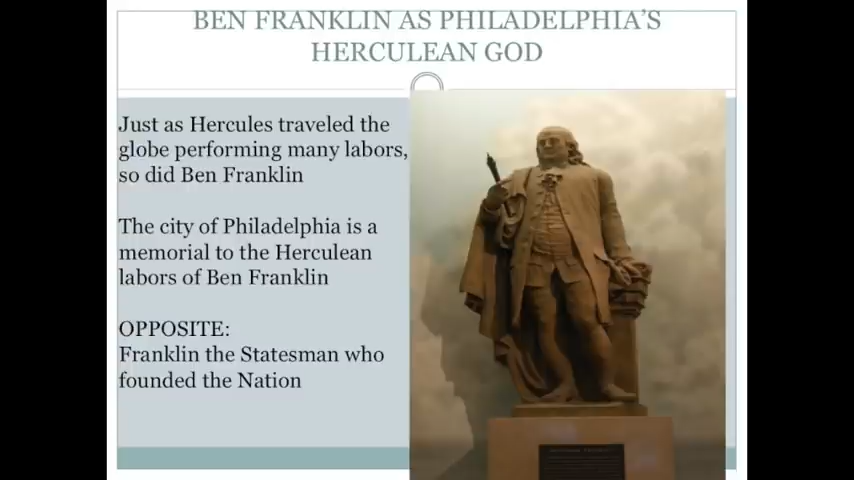 BEN FRANKLIN AS PHILADELPHIA'S
HERCULEAN GOD
Just as Hercules traveled the
globe performing many labors,
so did Ben Franklin
The city of Philadelphia is a
memorial to the Herculean
labors of Ben Franklin
OPPOSITE:
Franklin the Statesman who
founded the Nation